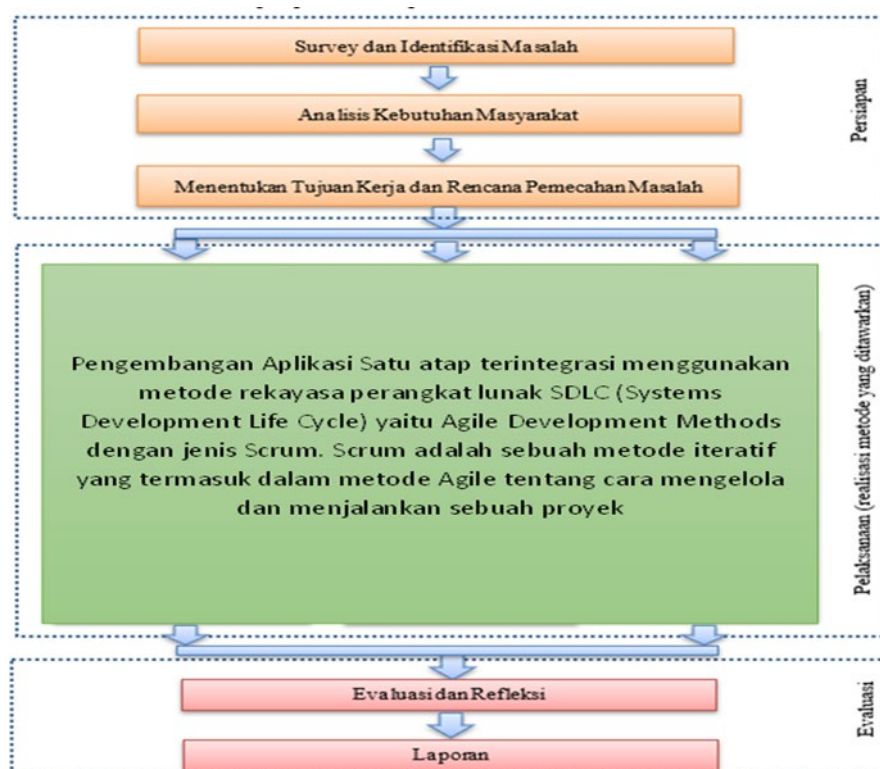 Survey dan Identifikasi Masalah
Analisis Kebutuhan Masyarakat
Menentukan Tujuan Kerja dan Rencana Pemecahan Masalah
Persiapan
Pengembangan Aplikasi Satu atap terintegrasi menggunakan
metode rekayasa perangkat lunak SDLC (Systems
Development Life Cycle) yaitu Agile Development Methods
dengan jenis Scrum. Scrum adalah sebuah metode iteratif
yang termasuk dalam metode Agile tentang cara mengelola
dan menjalankan sebuah proyek
Pelaksanaan (realisasi metode yang ditawarkan)
Evaluasi dan Refleksi
Laporan
Evaluasi